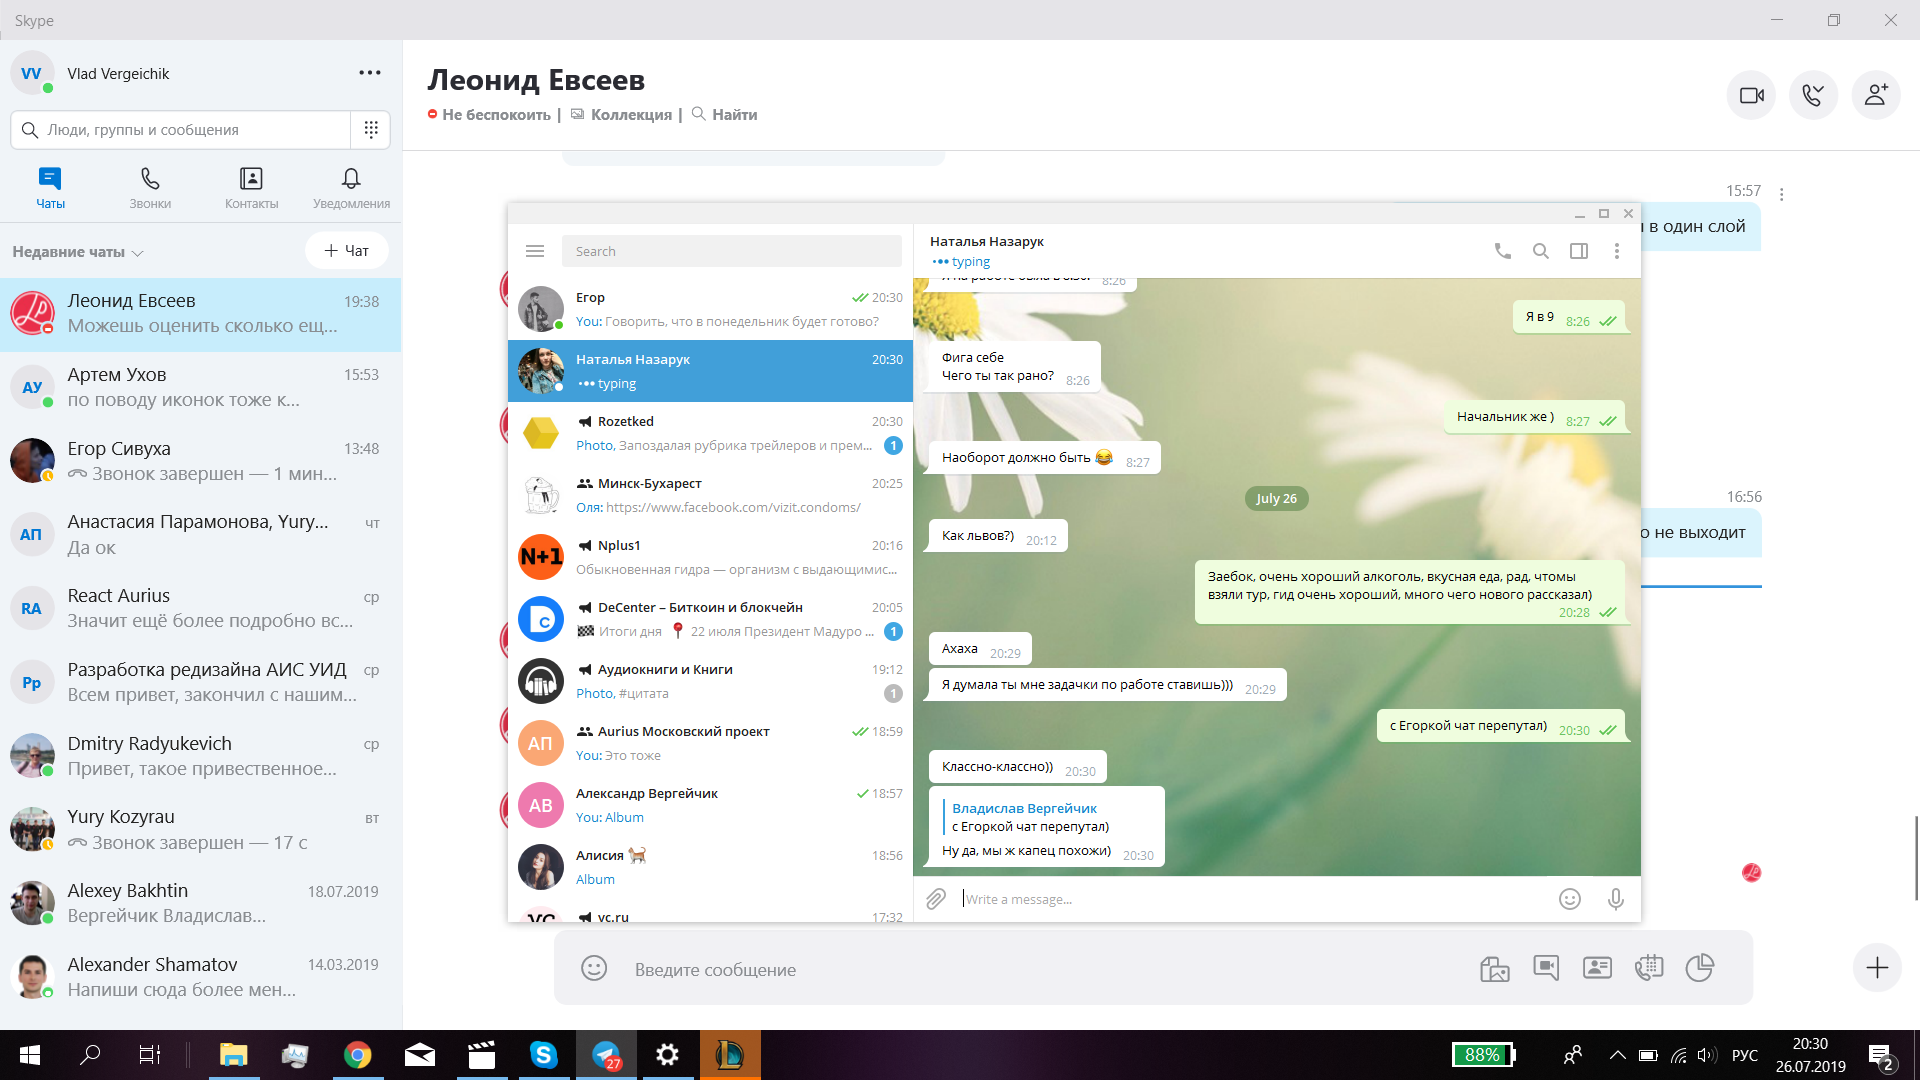 Skype
VV
Vlad Vergeichik
Люди, группы и сообщения
Чаты
Звонки
Контакты
Уведомления
Недавние чаты
Чат
Леонид Евсеев
19:38
Можешь оценить сколько ещ...
АУ
Артем Ухов
15:53
по поводу иконок тоже к...
Егор Сивуха
13:48
Звонок завершен — 1 мин...
АП
Анастасия Парамонова, Yury...
чт
Да ок
RA
React Aurius
ср
Значит ещё более подробно вс...
Рр
Разработка редизайна АИС УИД
ср
Всем привет, закончил с нашим...
Dmitry Radyukevich
ср
Привет, такое привественное...
Yury Kozyrau
вт
Звонок завершен — 17 с
Alexey Bakhtin
18.07.2019
Вергейчик Владислав...
Alexander Shamatov
14.03.2019
Напиши сюда более мен...
Леонид Евсеев
Не беспокоить | Коллекция | Найти
15:57
в один слой
16:56
о не выходит
Введите сообщение
Search
Егор
20:30
You: Говорить, что в понедельник будет готово?
Наталья Назарук
20:30
typing
Rozetked
20:30
Photo, Запоздалая рубрика трейлеров и прем...
1
Минск-Бухарест
20:25
Оля: https://www.facebook.com/vizit.condoms/
N+1
Nplus1
20:16
Обыкновенная гидра — организм с выдающимис...
DeCenter – Биткоин и блокчейн
20:05
Итоги дня 22 июля Президент Мадуро ...
1
Аудиокниги и Книги
19:12
Photo, #цитата
1
АП
Aurius Московский проект
18:59
You: Это тоже
АВ
Александр Вергейчик
18:57
You: Album
Алисия
18:56
Album
vc.ru
17:32
Наталья Назарук
typing
Я на работе была в 8:30.
8:26
Я в 9 8:26
Фига себе
Чего ты так рано? 8:26
Начальник же ) 8:27
Наоборот должно быть 😂 8:27
July 26
Как львов?) 20:12
Заебок, очень хороший алкоголь, вкусная еда, рад, чтомы
взяли тур, гид очень хороший, много чего нового рассказал)
20:28
Ахаха 20:29
Я думала ты мне задачки по работе ставишь))) 20:29
с Егоркой чат перепутал) 20:30
Классно-классно)) 20:30
Владислав Вергейчик
с Егоркой чат перепутал)
Ну да, мы ж капец похожи) 20:30
Write a message...
27
88%
РУС
20:30
26.07.2019
2